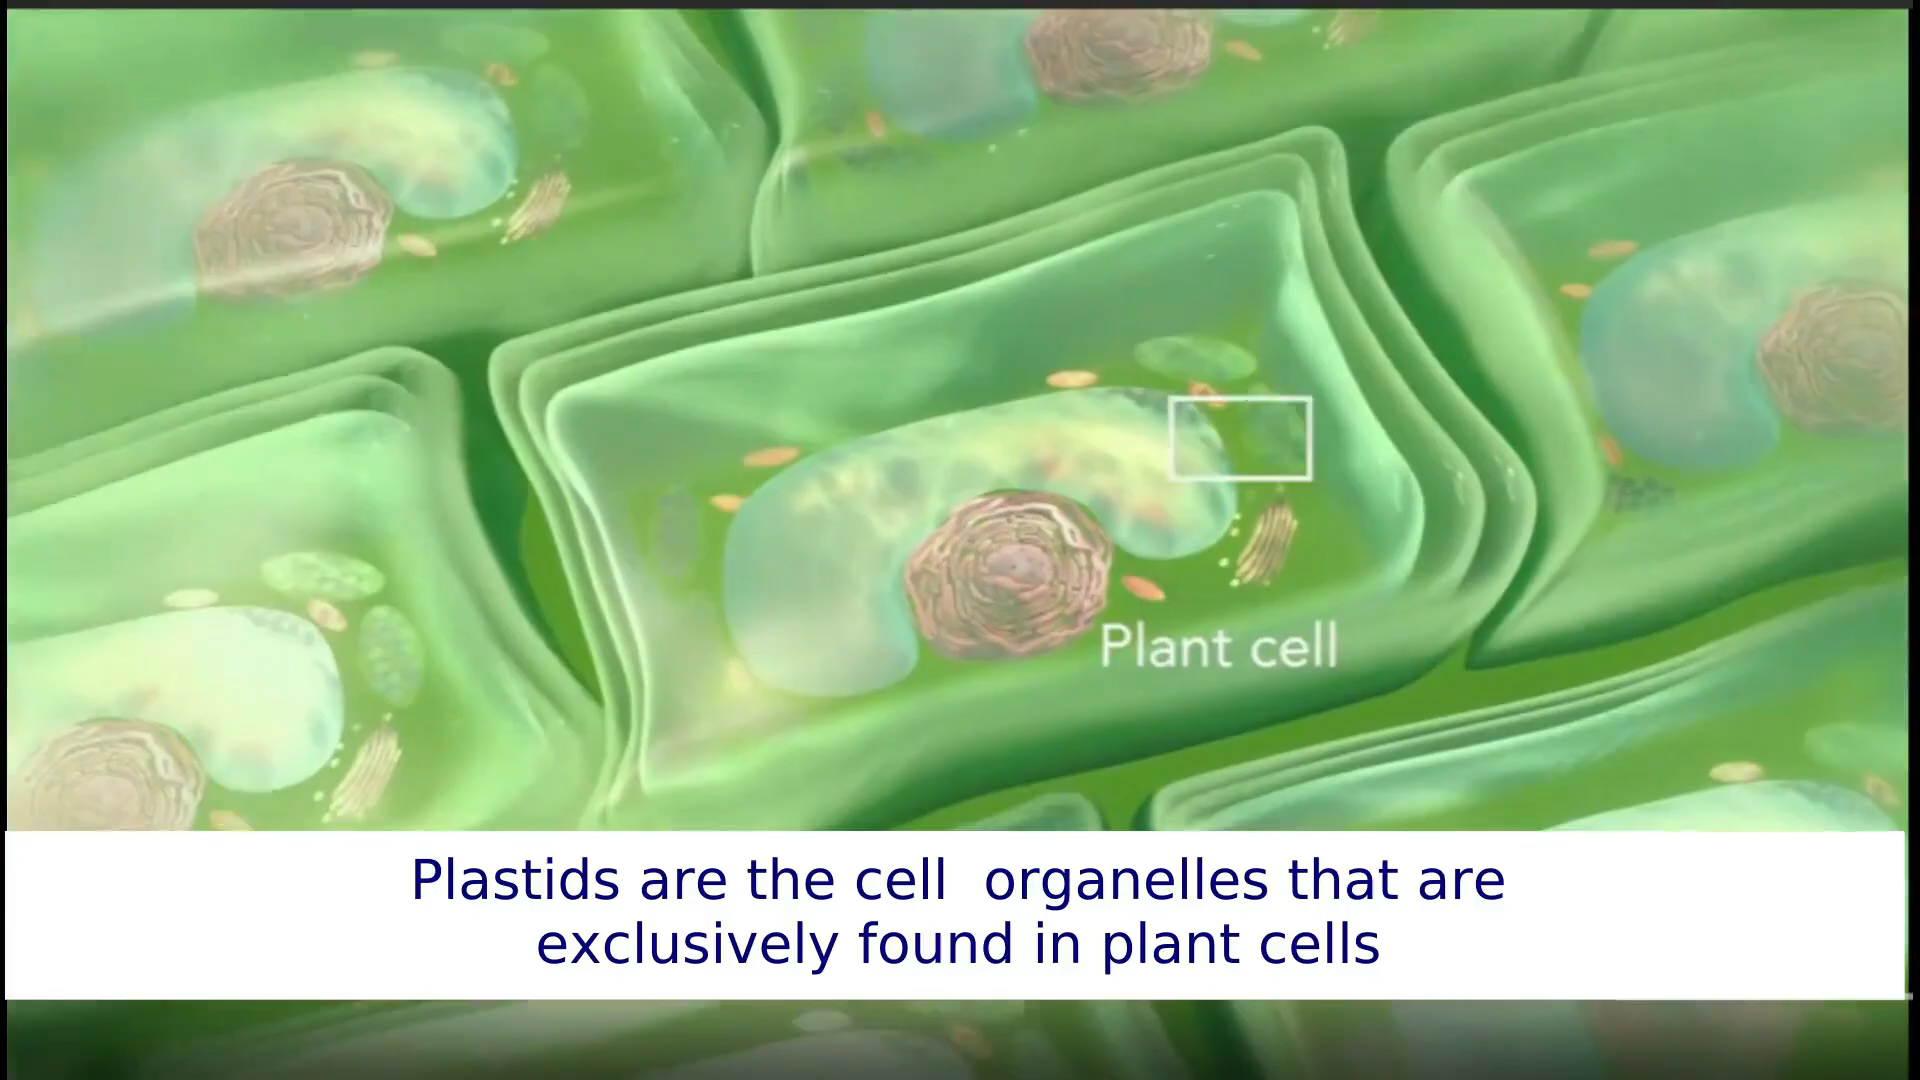 Plant cell
Plastids are the cell  organelles that are
exclusively found in plant cells